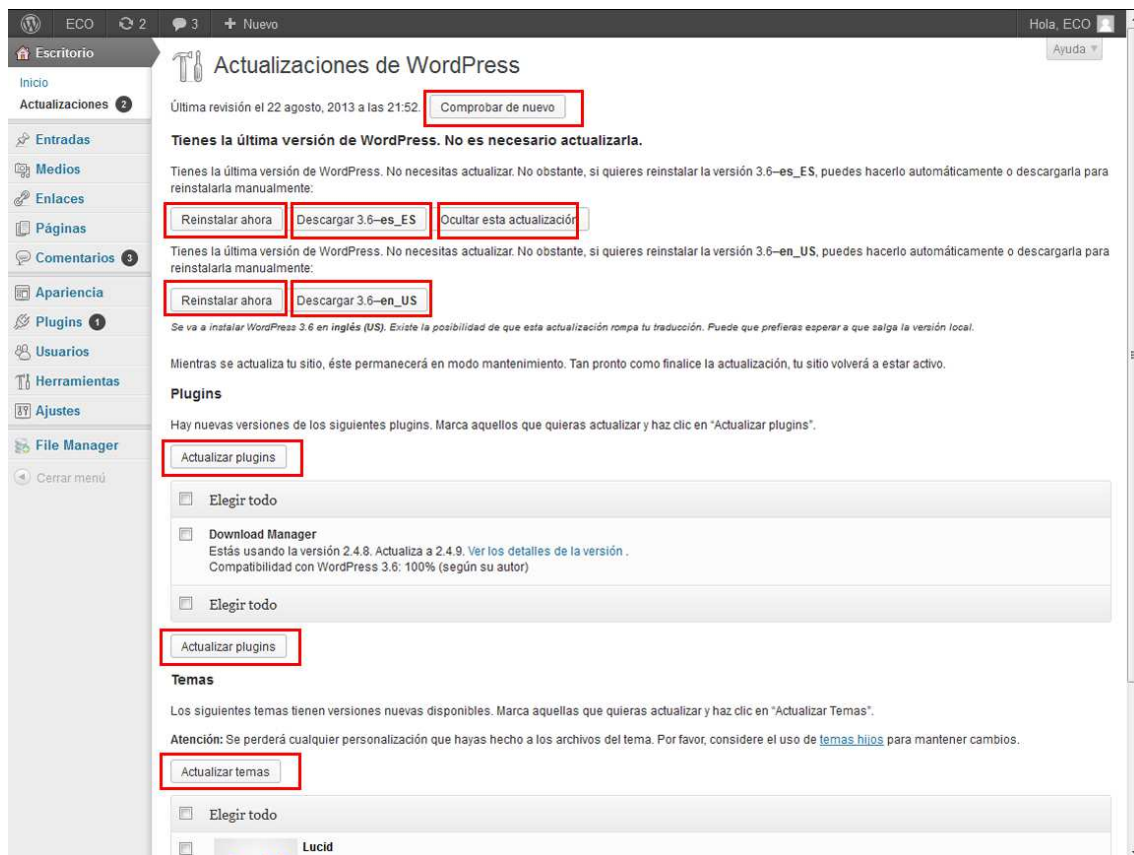 ECO 2 3 + Nuevo Hola, ECO
Escritorio
Ayuda
Inicio
Actualizaciones 2
Entradas
Medios
Enlaces
Páginas
Comentarios 3
Apariencia
Plugins 1
Usuarios
Herramientas
Ajustes
File Manager
Cerrar menú
Actualizaciones de WordPress
Última revisión el 22 agosto, 2013 a las 21:52. Comprobar de nuevo
Tienes la última versión de WordPress. No es necesario actualizarla.
Tienes la última versión de WordPress. No necesitas actualizar. No obstante, si quieres reinstalar la versión 3.6–es_ES, puedes hacerlo automáticamente o descargarla para
reinstalarla manualmente:
Reinstalar ahora Descargar 3.6–es_ES Ocultar esta actualización
Tienes la última versión de WordPress. No necesitas actualizar. No obstante, si quieres reinstalar la versión 3.6–en_US, puedes hacerlo automáticamente o descargarla para
reinstalarla manualmente:
Reinstalar ahora Descargar 3.6–en_US
Se va a instalar WordPress 3.6 en inglés (US). Existe la posibilidad de que esta actualización rompa tu traducción. Puede que prefieras esperar a que salga la versión local.
Mientras se actualiza tu sitio, éste permanecerá en modo mantenimiento. Tan pronto como finalice la actualización, tu sitio volverá a estar activo.
Plugins
Hay nuevas versiones de los siguientes plugins. Marca aquellos que quieras actualizar y haz clic en “Actualizar plugins”.
Actualizar plugins
Elegir todo
Download Manager
Estás usando la versión 2.4.8. Actualiza a 2.4.9. Ver los detalles de la versión .
Compatibilidad con WordPress 3.6: 100% (según su autor)
Elegir todo
Actualizar plugins
Temas
Los siguientes temas tienen versiones nuevas disponibles. Marca aquellas que quieras actualizar y haz clic en “Actualizar Temas”.
Atención: Se perderá cualquier personalización que hayas hecho a los archivos del tema. Por favor, considere el uso de temas hijos para mantener cambios.
Actualizar temas
Elegir todo
Lucid